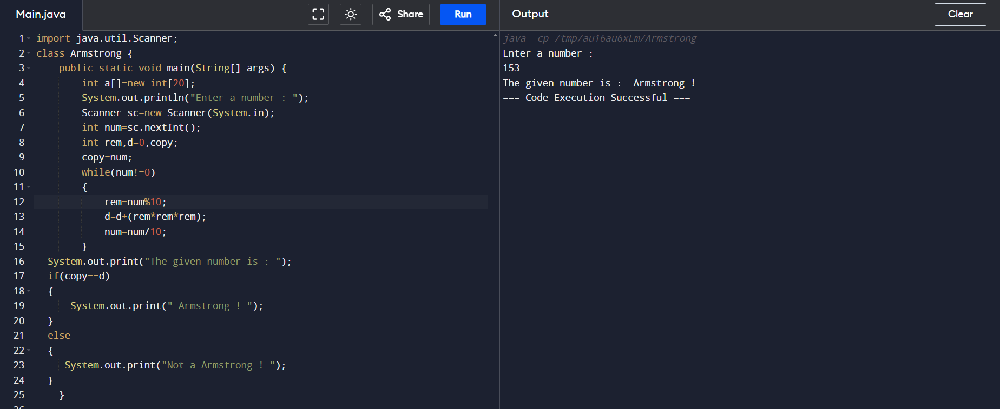 Main.java
Share
Run
Output
Clear
1 import java.util.Scanner;
2 class Armstrong {
3     public static void main(String[] args) {
4         int a[]=new int[20];
5         System.out.println("Enter a number : ");
6         Scanner sc=new Scanner(System.in);
7         int num=sc.nextInt();
8         int rem,d=0,copy;
9         copy=num;
10         while(num!=0)
11         {
12             rem=num%10;
13             d=d+(rem*rem*rem);
14             num=num/10;
15         }
16   System.out.print("The given number is : ");
17   if(copy==d)
18   {
19       System.out.print(" Armstrong ! ");
20   }
21   else
22   {
23      System.out.print("Not a Armstrong ! ");
24   }
25     }
java -cp /tmp/au16au6xEm/Armstrong
Enter a number :
153
The given number is :  Armstrong !
=== Code Execution Successful ===